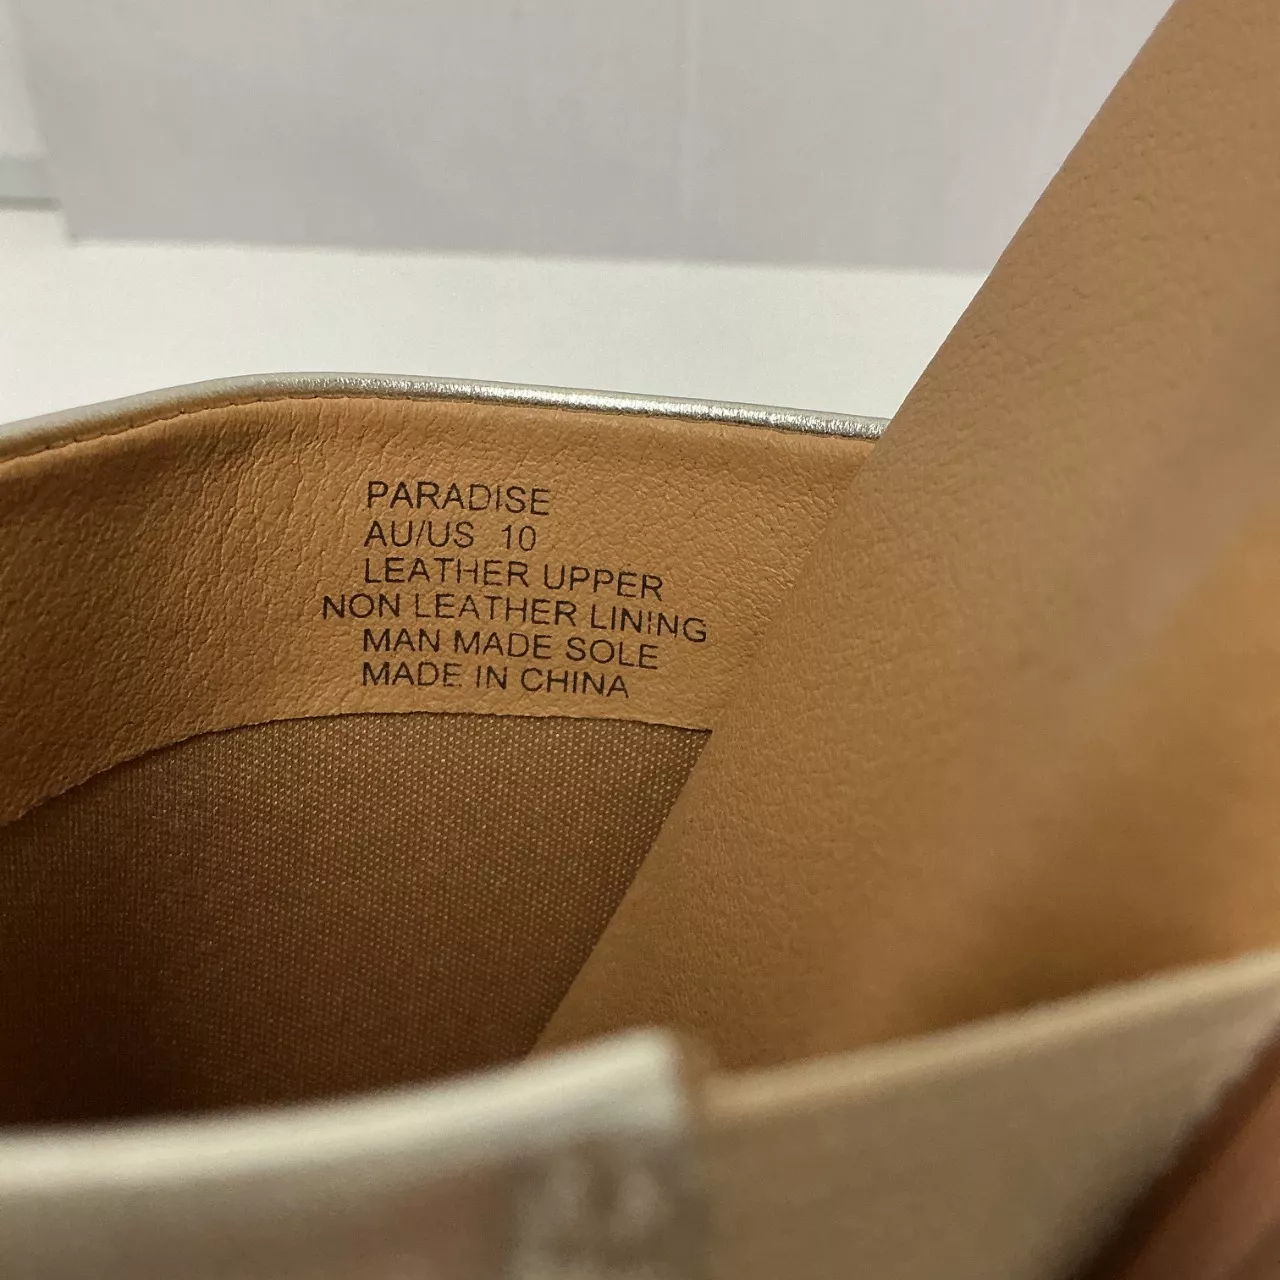 PARADISE
AU/US 10
LEATHER UPPER
NON LEATHER LINING
MAN MADE SOLE
MADE IN CHINA